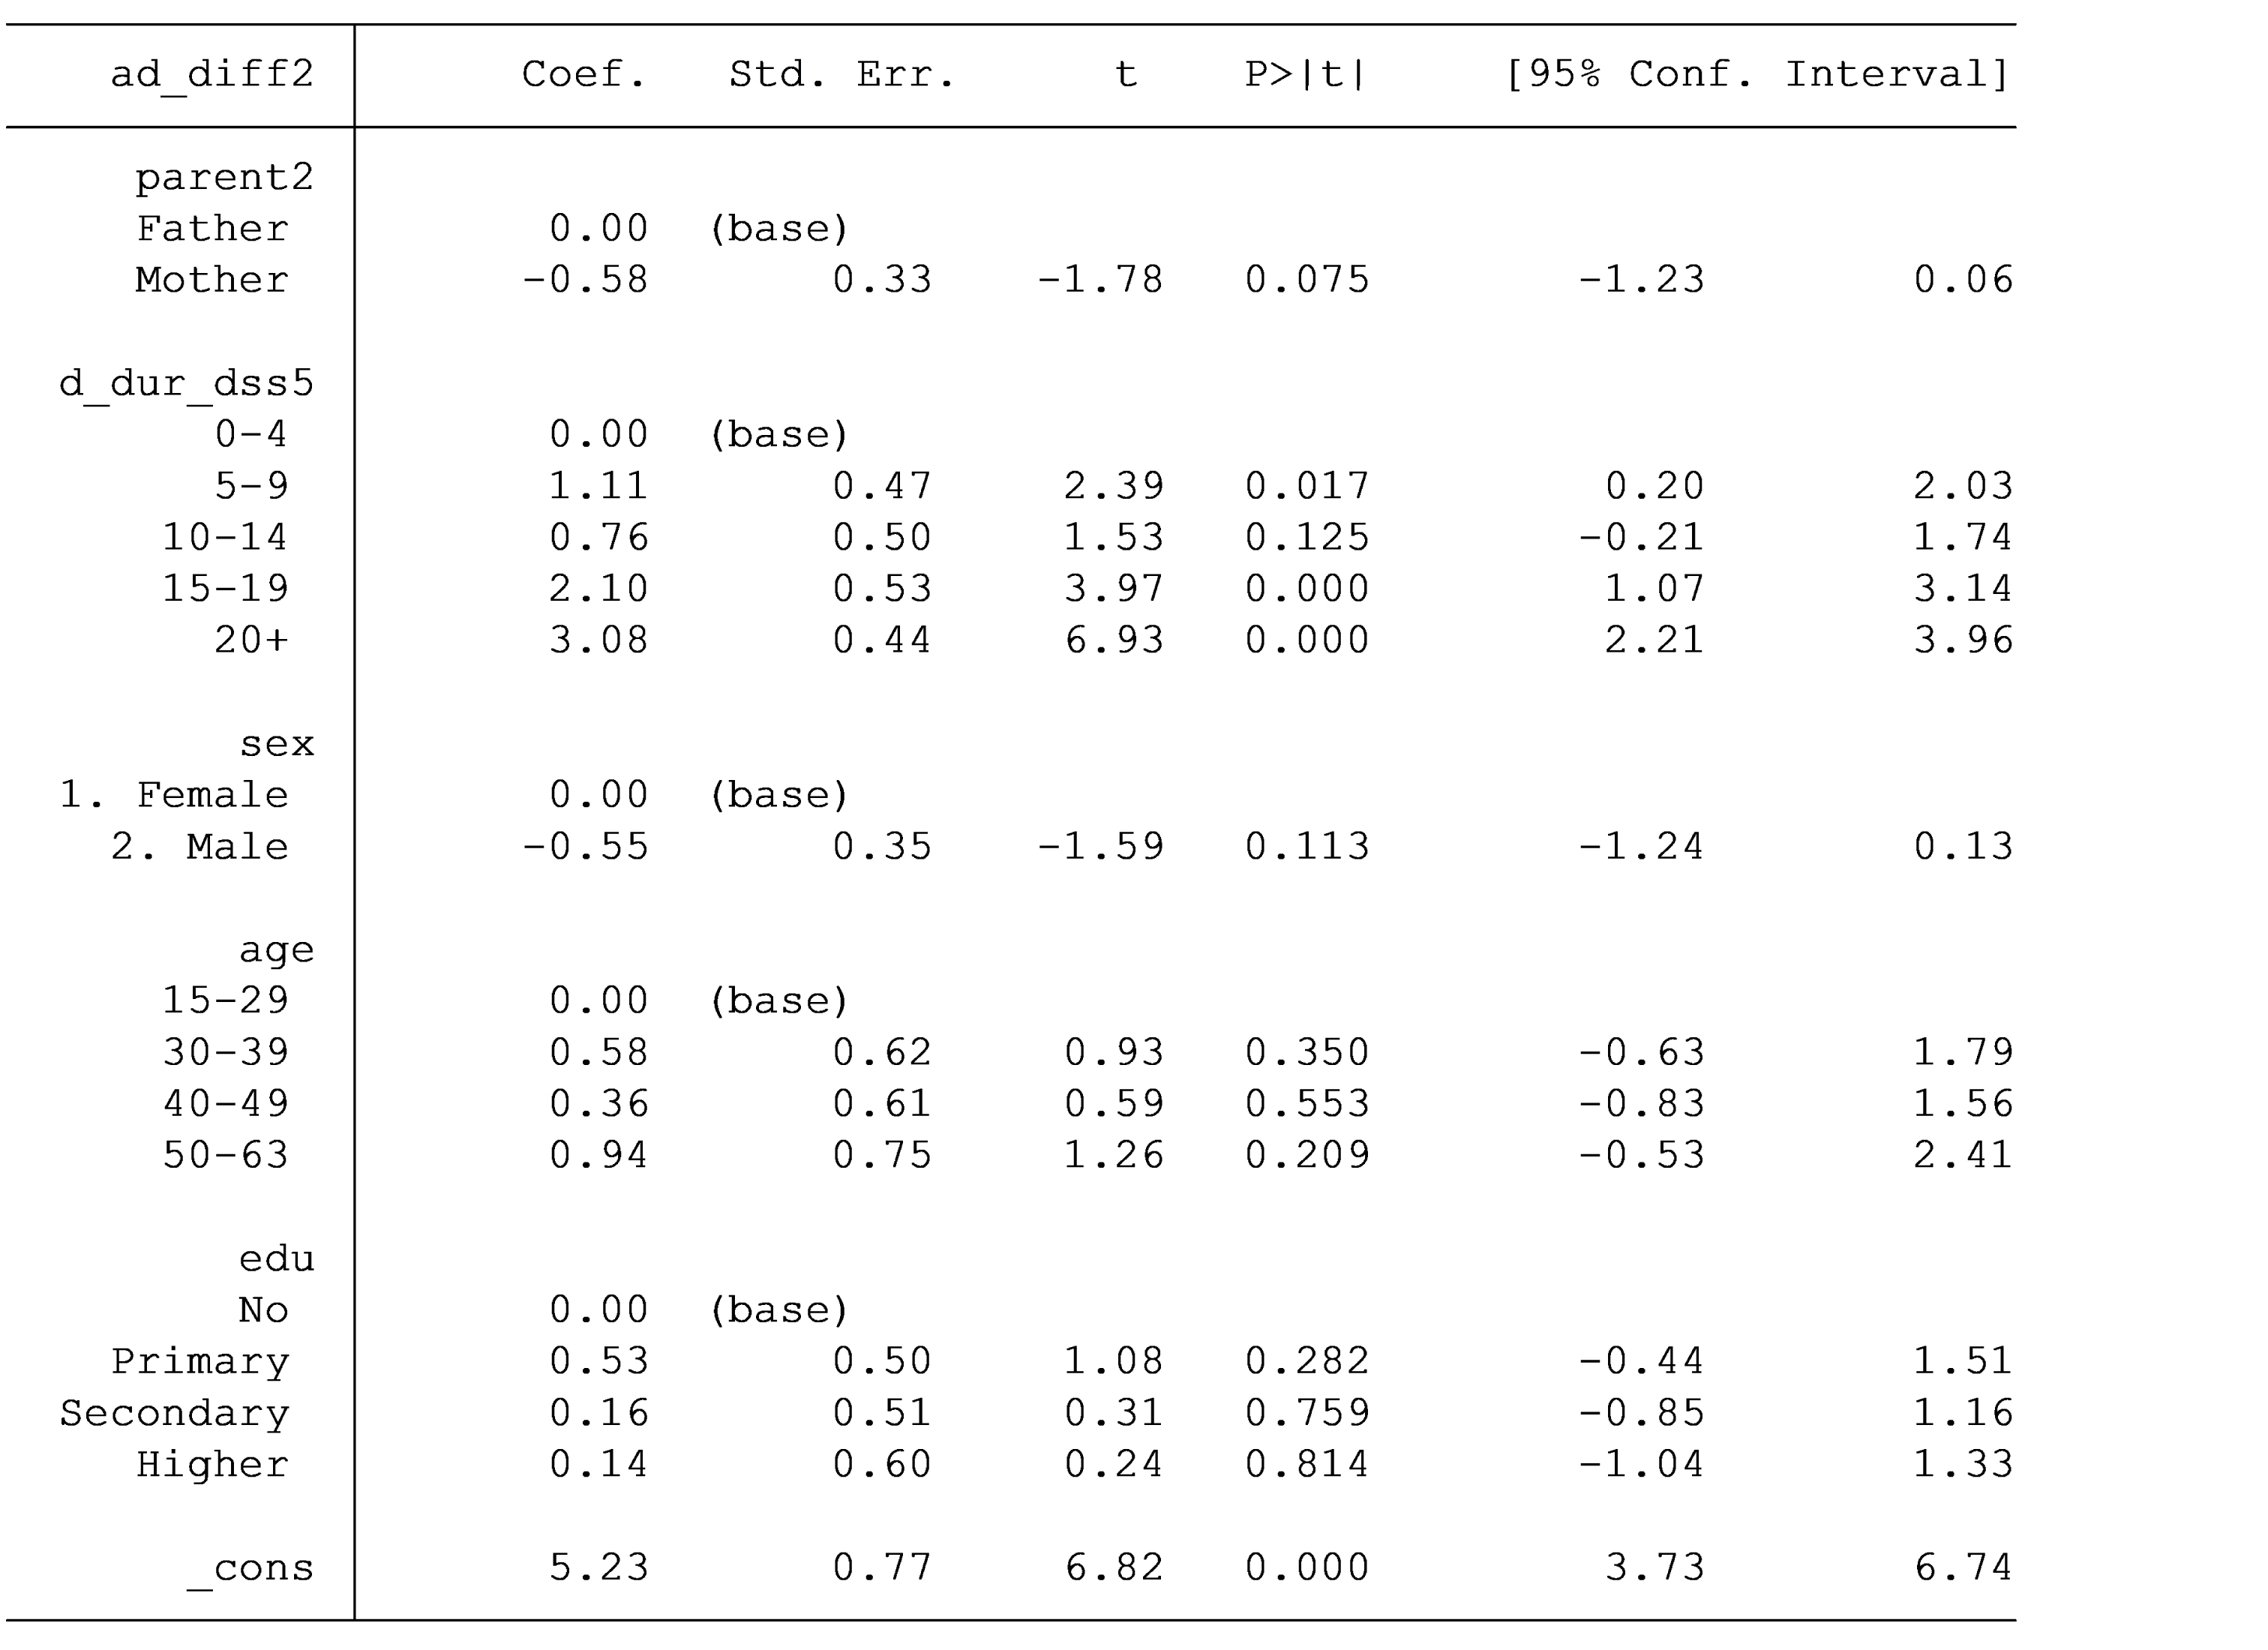 ad_diff2 Coef. Std. Err. t P>|t| [95% Conf. Interval]
parent2
Father 0.00 (base)
Mother -0.58 0.33 -1.78 0.075 -1.23 0.06
d_dur_dss5
0-4 0.00 (base)
5-9 1.11 0.47 2.39 0.017 0.20 2.03
10-14 0.76 0.50 1.53 0.125 -0.21 1.74
15-19 2.10 0.53 3.97 0.000 1.07 3.14
20+ 3.08 0.44 6.93 0.000 2.21 3.96
sex
1. Female 0.00 (base)
2. Male -0.55 0.35 -1.59 0.113 -1.24 0.13
age
15-29 0.00 (base)
30-39 0.58 0.62 0.93 0.350 -0.63 1.79
40-49 0.36 0.61 0.59 0.553 -0.83 1.56
50-63 0.94 0.75 1.26 0.209 -0.53 2.41
edu
No 0.00 (base)
Primary 0.53 0.50 1.08 0.282 -0.44 1.51
Secondary 0.16 0.51 0.31 0.759 -0.85 1.16
Higher 0.14 0.60 0.24 0.814 -1.04 1.33
_cons 5.23 0.77 6.82 0.000 3.73 6.74